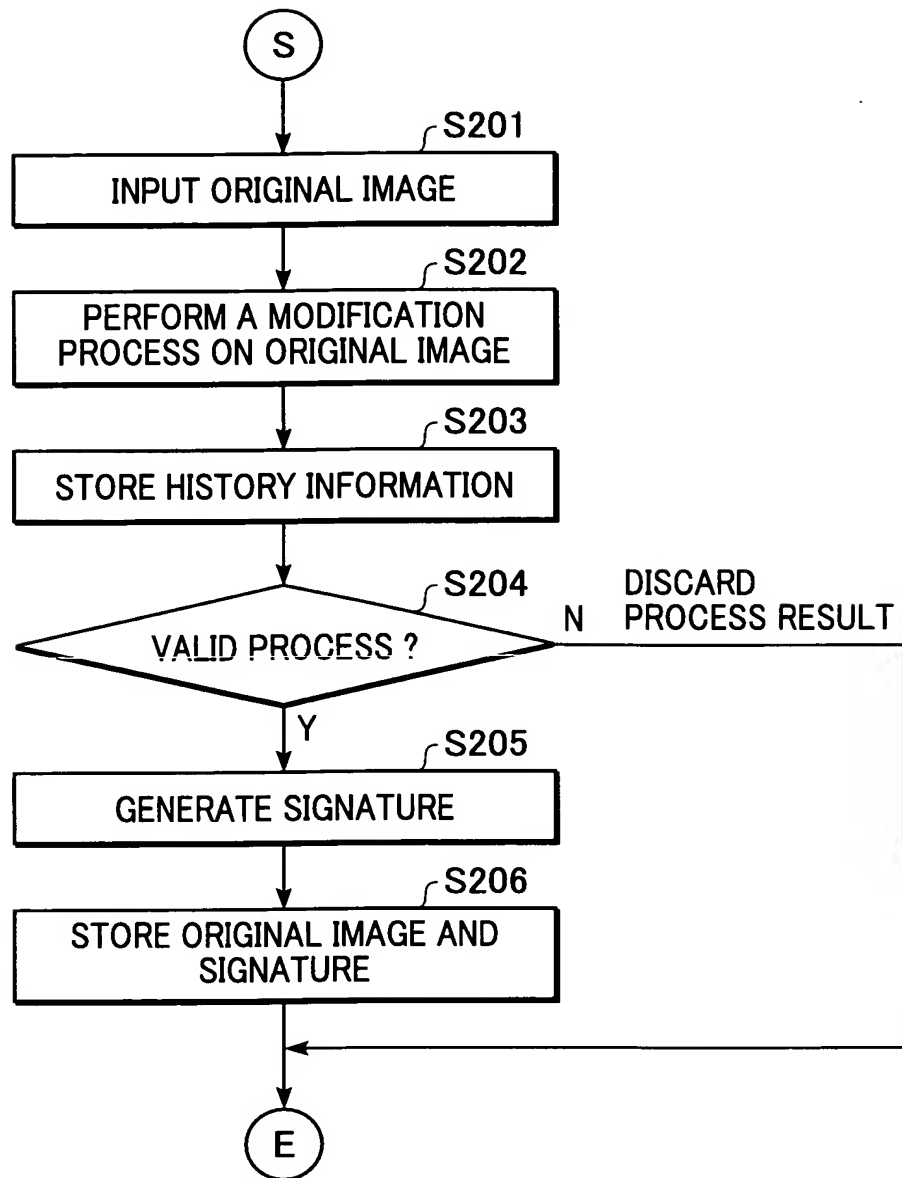 S
S201
INPUT ORIGINAL IMAGE
S202
PERFORM A MODIFICATION
PROCESS ON ORIGINAL IMAGE
S203
STORE HISTORY INFORMATION
S204
VALID PROCESS ?
N
DISCARD
PROCESS RESULT
Y
S205
GENERATE SIGNATURE
S206
STORE ORIGINAL IMAGE AND
SIGNATURE
E